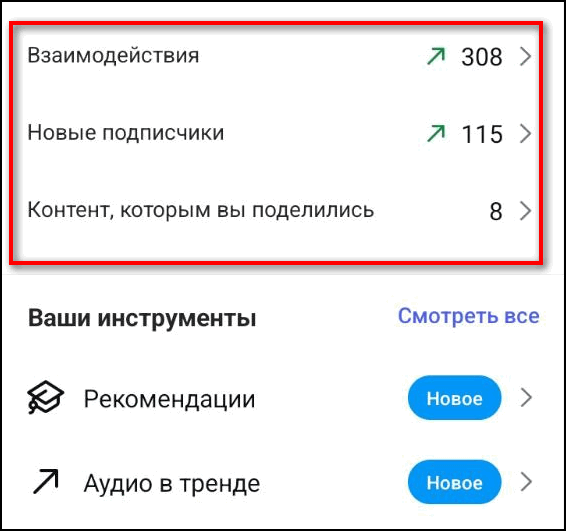 Взаимодействия 308
Новые подписчики 115
Контент, которым вы поделились 8
Ваши инструменты Смотреть все
Рекомендации Новое
Аудио в тренде Новое